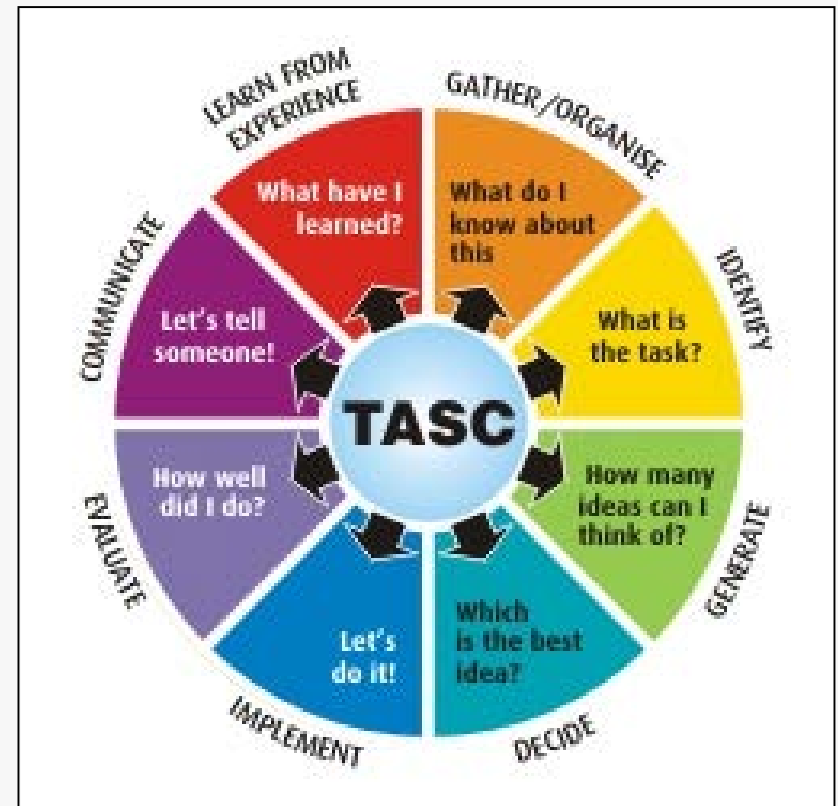 LEARN FROM
EXPERIENCE
What have I
learned?
GATHER/ORGANISE
What do I
know about
this
IDENTIFY
What is
the task?
GENERATE
How many
ideas can I
think of?
DECIDE
Which
is the best
idea?
IMPLEMENT
Let's
do it!
EVALUATE
How well
did I do?
COMMUNICATE
Let's tell
someone!
TASC